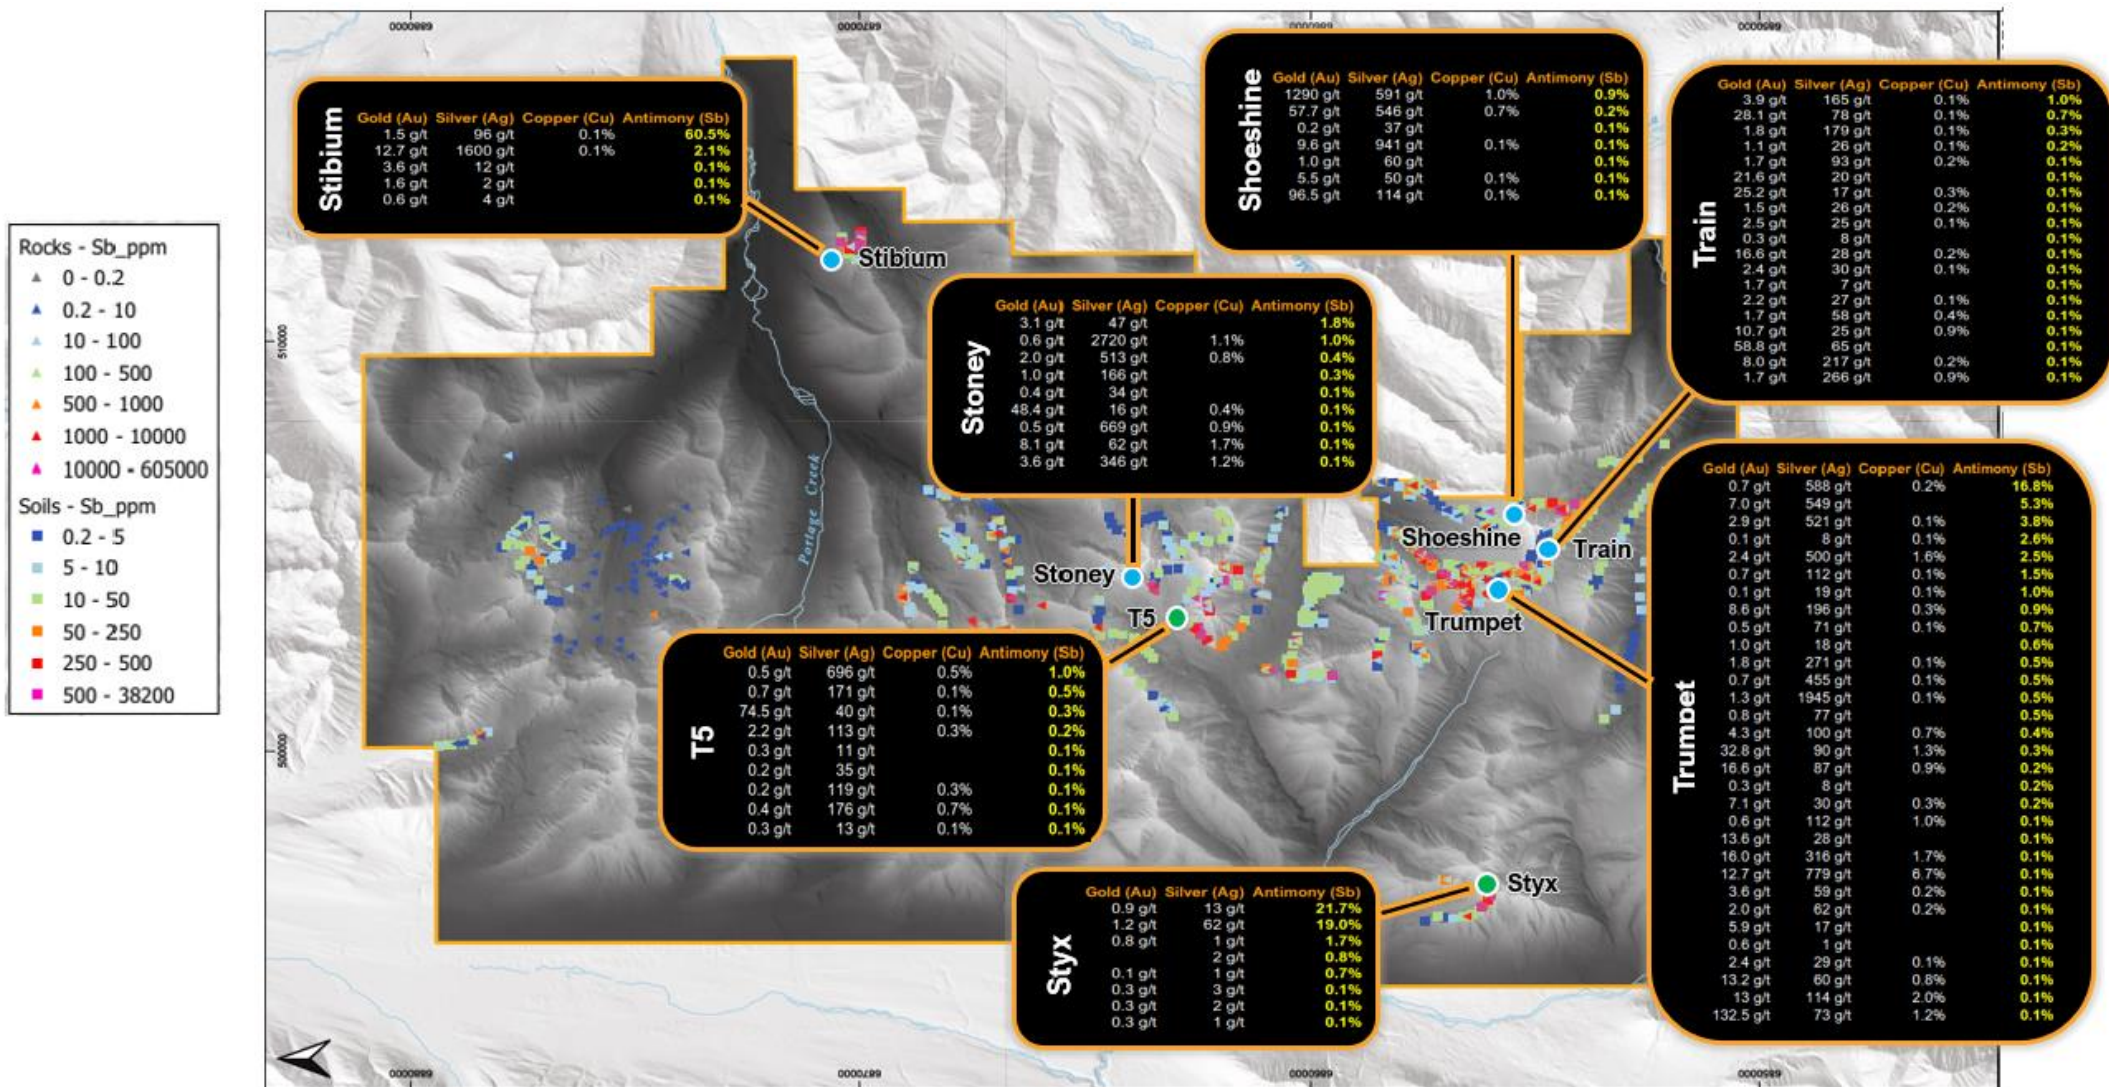 Rocks - Sb_ppm
0 - 0.2
0.2 - 10
10 - 100
100 - 500
500 - 1000
1000 - 10000
10000 - 605000
Soils - Sb_ppm
0.2 - 5
5 - 10
10 - 50
50 - 250
250 - 500
500 - 38200
6880000
6870000
6860000
6850000
510000
500000
Stibium
Gold (Au) Silver (Ag) Copper (Cu) Antimony (Sb)
1.5 g/t 96 g/t 0.1% 60.5%
12.7 g/t 1600 g/t 0.1% 2.1%
3.6 g/t 12 g/t 0.1%
1.6 g/t 2 g/t 0.1%
0.6 g/t 4 g/t 0.1%
Shoeshine
Gold (Au) Silver (Ag) Copper (Cu) Antimony (Sb)
1290 g/t 591 g/t 1.0% 0.9%
57.7 g/t 546 g/t 0.7% 0.2%
0.2 g/t 37 g/t 0.1%
9.6 g/t 941 g/t 0.1% 0.1%
1.0 g/t 60 g/t 0.1%
5.5 g/t 50 g/t 0.1% 0.1%
96.5 g/t 114 g/t 0.1% 0.1%
Train
Gold (Au) Silver (Ag) Copper (Cu) Antimony (Sb)
3.9 g/t 165 g/t 0.1% 1.0%
28.1 g/t 78 g/t 0.1% 0.7%
1.8 g/t 179 g/t 0.1% 0.3%
1.1 g/t 26 g/t 0.1% 0.2%
1.7 g/t 93 g/t 0.2% 0.1%
21.6 g/t 20 g/t 0.1%
25.2 g/t 17 g/t 0.3% 0.1%
1.5 g/t 26 g/t 0.2% 0.1%
2.5 g/t 25 g/t 0.1% 0.1%
0.3 g/t 8 g/t 0.1%
16.6 g/t 28 g/t 0.2% 0.1%
2.4 g/t 30 g/t 0.1% 0.1%
1.7 g/t 7 g/t 0.1%
2.2 g/t 27 g/t 0.1% 0.1%
1.7 g/t 58 g/t 0.4% 0.1%
10.7 g/t 25 g/t 0.9% 0.1%
58.8 g/t 65 g/t 0.1%
8.0 g/t 217 g/t 0.2% 0.1%
1.7 g/t 266 g/t 0.9% 0.1%
Stibium
Stoney
Gold (Au) Silver (Ag) Copper (Cu) Antimony (Sb)
3.1 g/t 47 g/t 1.8%
0.6 g/t 2720 g/t 1.1% 1.0%
2.0 g/t 513 g/t 0.8% 0.4%
1.0 g/t 166 g/t 0.3%
0.4 g/t 34 g/t 0.1%
48.4 g/t 16 g/t 0.4% 0.1%
0.5 g/t 669 g/t 0.9% 0.1%
8.1 g/t 62 g/t 1.7% 0.1%
3.6 g/t 346 g/t 1.2% 0.1%
Portage Creek
Shoeshine
Train
Stoney
T5
Trumpet
Trumpet
Gold (Au) Silver (Ag) Copper (Cu) Antimony (Sb)
0.7 g/t 588 g/t 0.2% 16.8%
7.0 g/t 549 g/t 5.3%
2.9 g/t 521 g/t 0.1% 3.8%
0.1 g/t 8 g/t 0.1% 2.6%
2.4 g/t 500 g/t 1.6% 2.5%
0.7 g/t 112 g/t 0.1% 1.5%
0.1 g/t 19 g/t 0.1% 1.0%
8.6 g/t 196 g/t 0.3% 0.9%
0.5 g/t 71 g/t 0.1% 0.7%
1.0 g/t 18 g/t 0.6%
1.8 g/t 271 g/t 0.1% 0.5%
0.7 g/t 455 g/t 0.1% 0.5%
1.3 g/t 1945 g/t 0.1% 0.5%
0.8 g/t 77 g/t 0.5%
4.3 g/t 100 g/t 0.7% 0.4%
32.8 g/t 90 g/t 1.3% 0.3%
16.6 g/t 87 g/t 0.9% 0.2%
0.3 g/t 8 g/t 0.2%
7.1 g/t 30 g/t 0.3% 0.2%
0.6 g/t 112 g/t 1.0% 0.1%
13.6 g/t 28 g/t 0.1%
16.0 g/t 316 g/t 1.7% 0.1%
12.7 g/t 779 g/t 6.7% 0.1%
3.6 g/t 59 g/t 0.2% 0.1%
2.0 g/t 62 g/t 0.2% 0.1%
5.9 g/t 17 g/t 0.1%
0.6 g/t 1 g/t 0.1%
2.4 g/t 29 g/t 0.1% 0.1%
13.2 g/t 60 g/t 0.8% 0.1%
13 g/t 114 g/t 2.0% 0.1%
132.5 g/t 73 g/t 1.2% 0.1%
T5
Gold (Au) Silver (Ag) Copper (Cu) Antimony (Sb)
0.5 g/t 696 g/t 0.5% 1.0%
0.7 g/t 171 g/t 0.1% 0.5%
74.5 g/t 40 g/t 0.1% 0.3%
2.2 g/t 113 g/t 0.3% 0.2%
0.3 g/t 11 g/t 0.1%
0.2 g/t 35 g/t 0.1%
0.2 g/t 119 g/t 0.3% 0.1%
0.4 g/t 176 g/t 0.7% 0.1%
0.3 g/t 13 g/t 0.1% 0.1%
Styx
Styx
Gold (Au) Silver (Ag) Antimony (Sb)
0.9 g/t 13 g/t 21.7%
1.2 g/t 62 g/t 19.0%
0.8 g/t 1 g/t 1.7%
2 g/t 0.8%
0.1 g/t 1 g/t 0.7%
0.3 g/t 3 g/t 0.1%
0.3 g/t 2 g/t 0.1%
0.3 g/t 1 g/t 0.1%
6880000
6870000
6860000
6850000